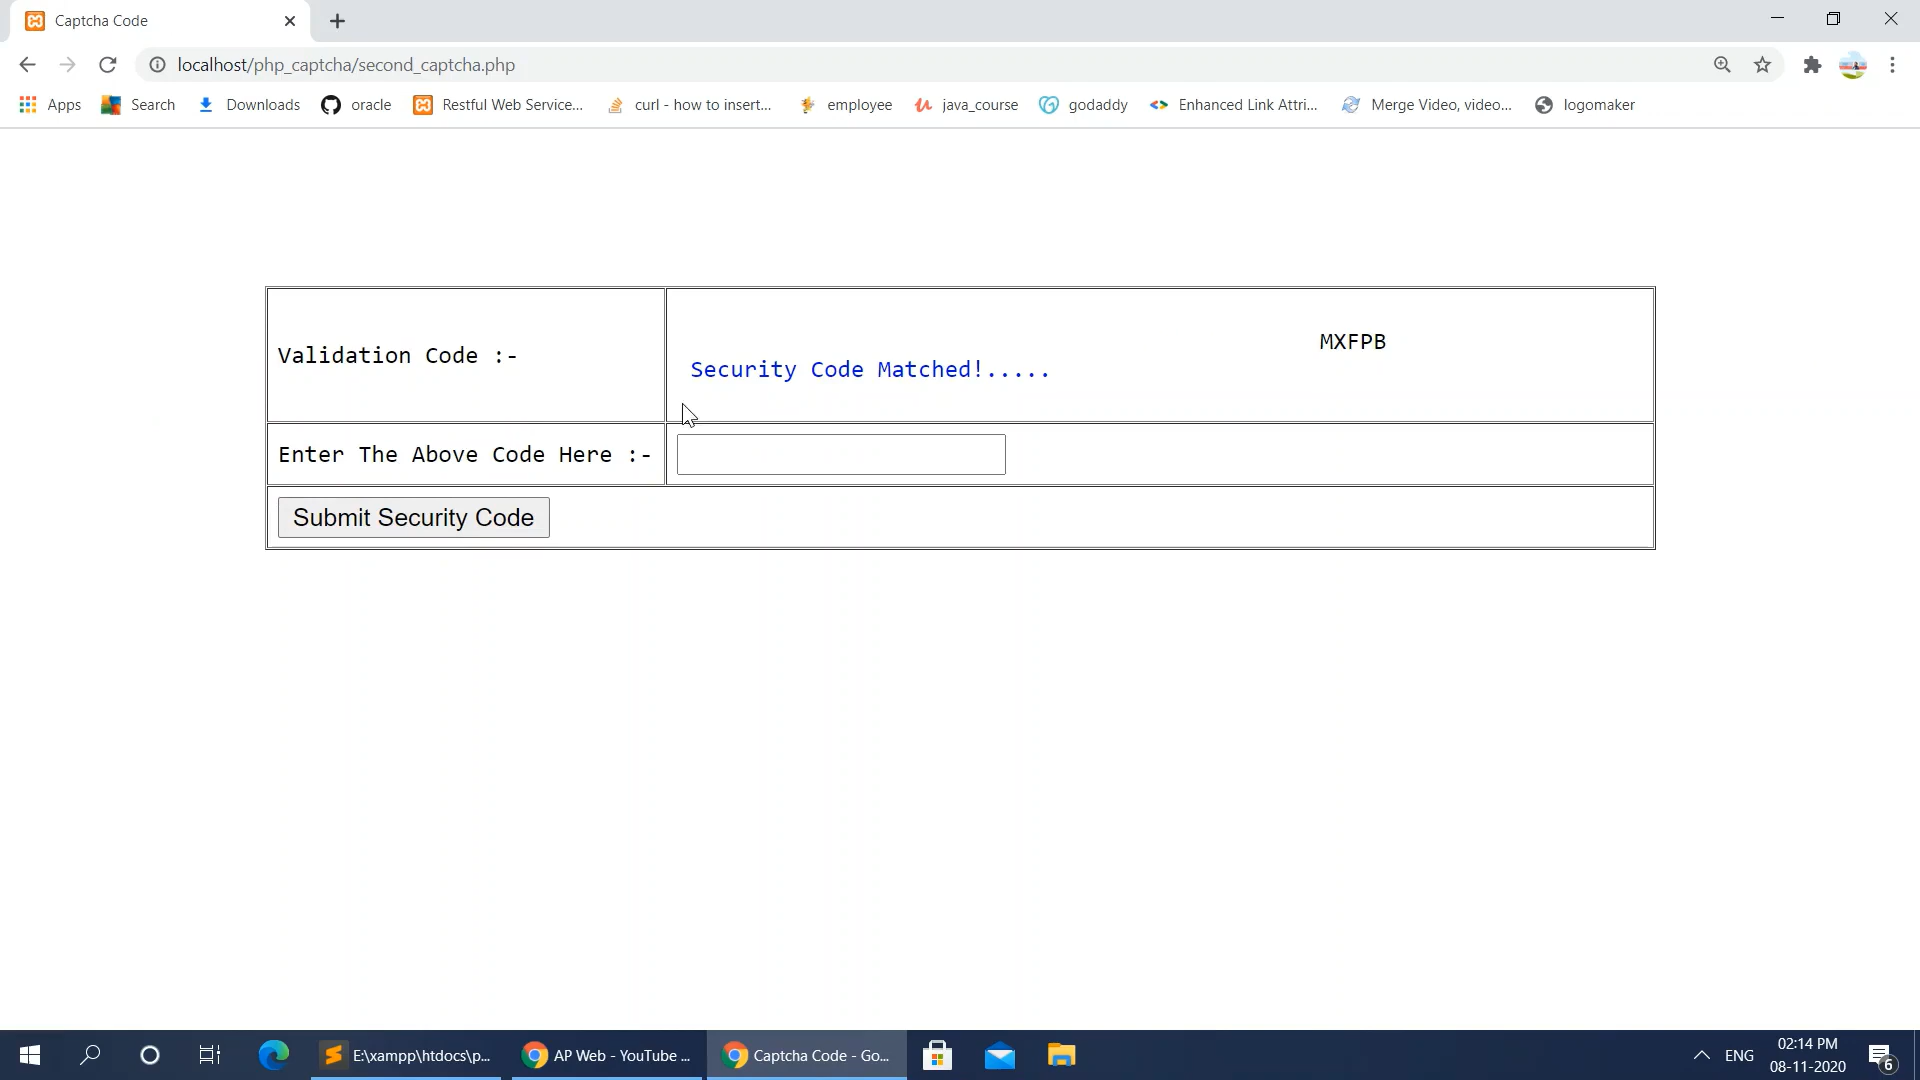 Captcha Code
localhost/php_captcha/second_captcha.php
Apps Search Downloads oracle Restful Web Service... curl - how to insert... employee java_course godaddy Enhanced Link Attri... Merge Video, video... logomaker
MXFPB
Validation Code :-
Security Code Matched!.....
Enter The Above Code Here :-
Submit Security Code
E:\xampp\htdocs\p... AP Web - YouTube ... Captcha Code - Go... ENG 02:14 PM
08-11-2020 6